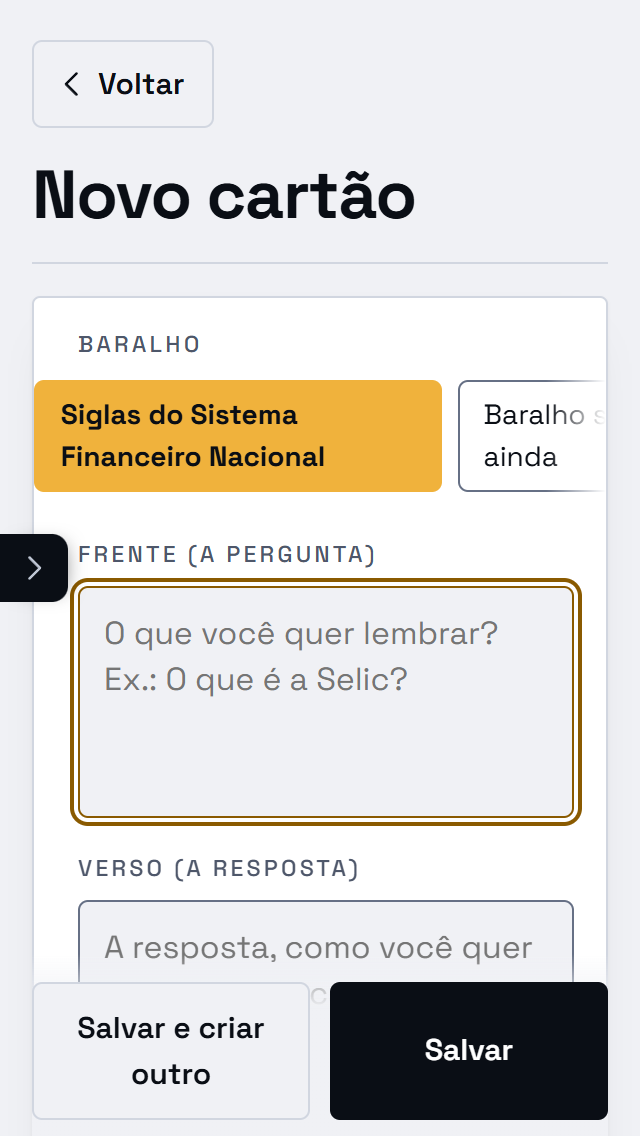 Voltar
Novo cartão
BARALHO
Siglas do Sistema
Financeiro Nacional
Baralho
ainda
FRENTE (A PERGUNTA)
O que você quer lembrar?
Ex.: O que é a Selic?
VERSO (A RESPOSTA)
A resposta, como você quer
Salvar e criar
outro
Salvar